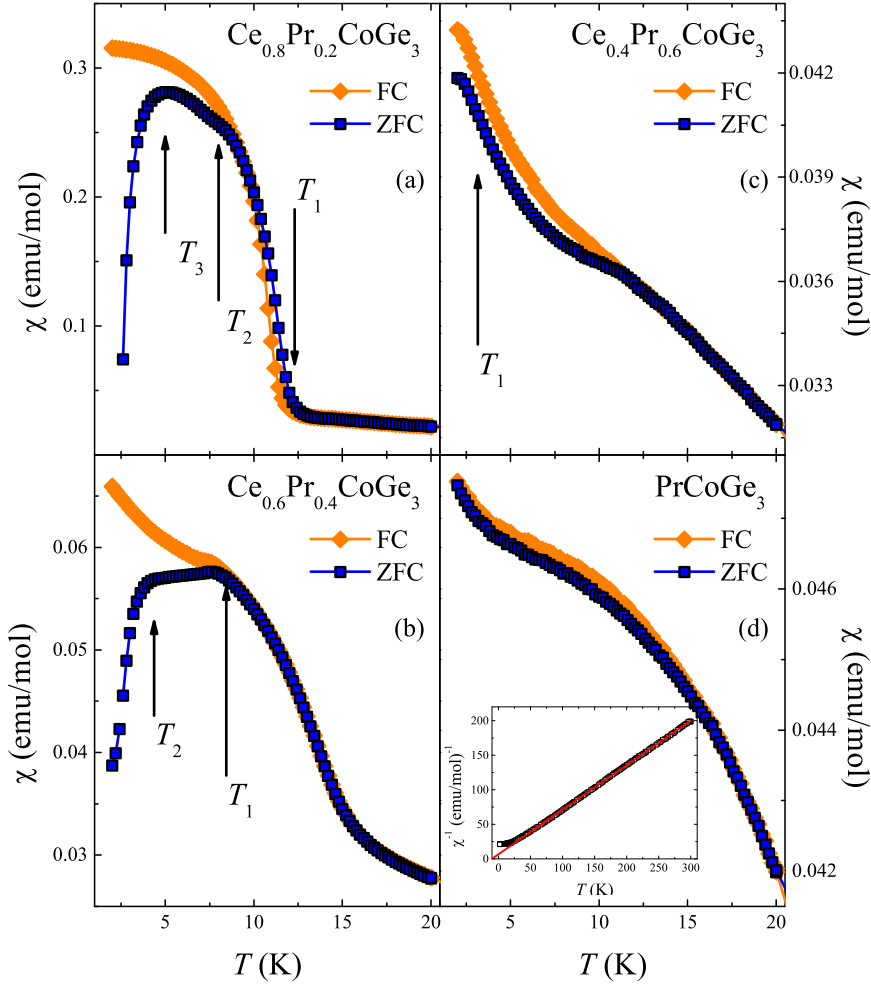 Ce0.8Pr0.2CoGe3
FC
ZFC
(a)
T1
T3
T2
0.3
0.2
0.1
χ (emu/mol)
Ce0.4Pr0.6CoGe3
FC
ZFC
(c)
T1
0.042
0.039
0.036
0.033
χ (emu/mol)
Ce0.6Pr0.4CoGe3
FC
ZFC
(b)
T2
T1
0.06
0.05
0.04
0.03
χ (emu/mol)
5 10 15 20
T (K)
PrCoGe3
FC
ZFC
(d)
0.046
0.044
0.042
χ (emu/mol)
200
150
100
50
0
χ-1 (emu/mol)-1
0 50 100 150 200 250 300
T (K)
5 10 15 20
T (K)